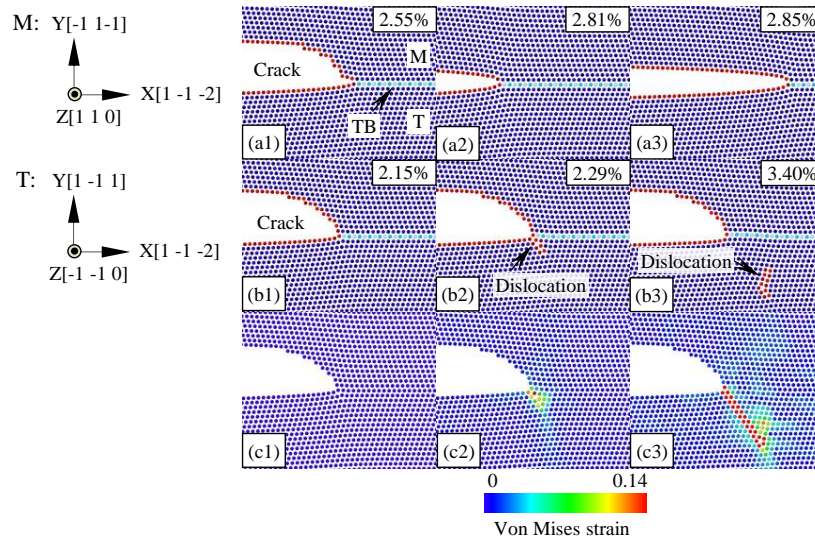 M: Y[-1 1-1]
X[1 -1 -2]
Z[1 1 0]
T: Y[1 -1 1]
X[1 -1 -2]
Z[-1 -1 0]
2.55%
M
Crack
TB
T
(a1)
2.81%
(a2)
2.85%
(a3)
2.15%
Crack
(b1)
2.29%
Dislocation
(b2)
3.40%
Dislocation
(b3)
(c1)
(c2)
(c3)
0 0.14
Von Mises strain